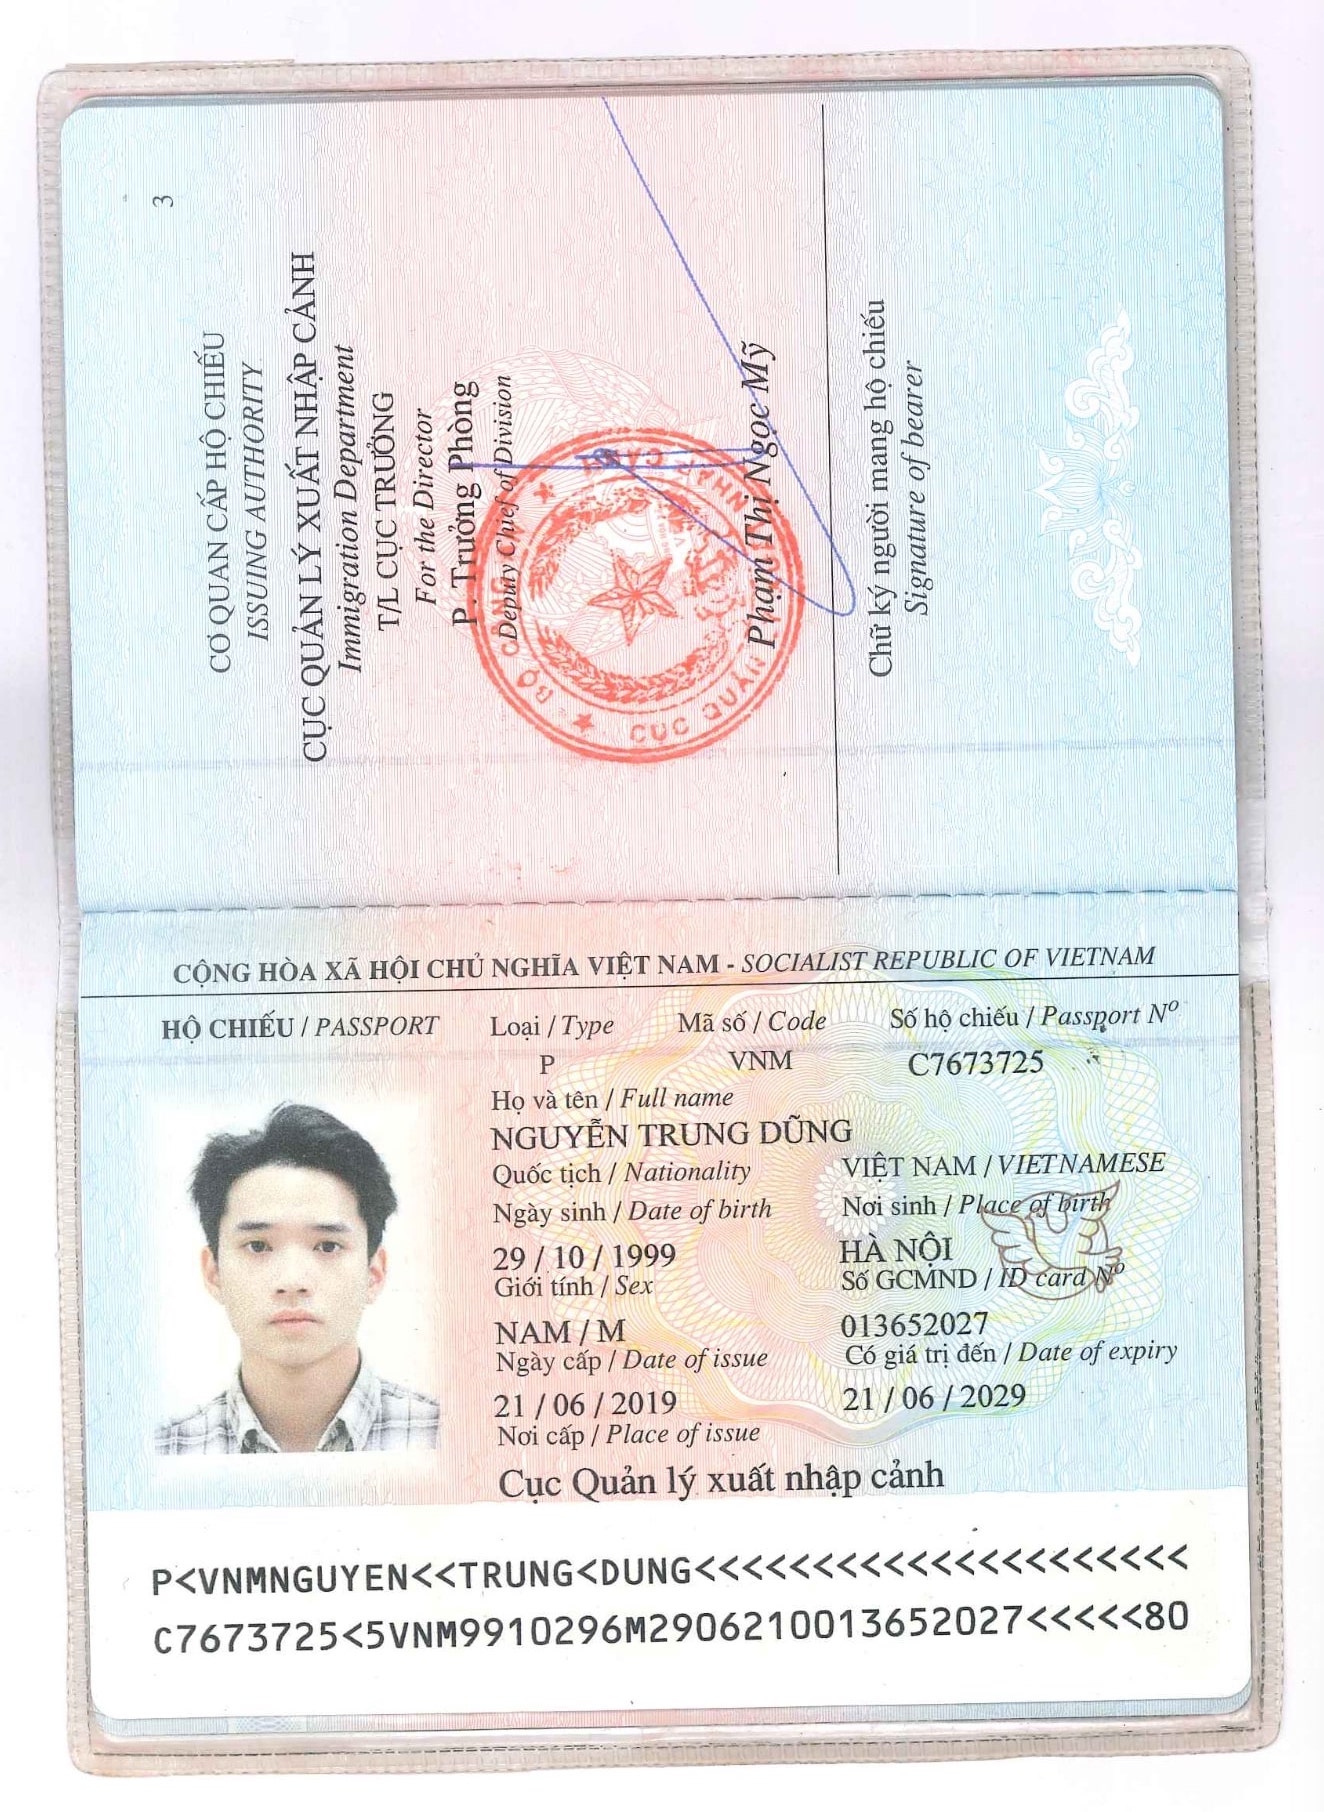 3
CƠ QUAN CẤP HỘ CHIẾU
ISSUING AUTHORITY
CỤC QUẢN LÝ XUẤT NHẬP CẢNH
Immigration Department
T/L CỤC TRƯỞNG
For the Director
P. Trưởng Phòng
Deputy Chief of Division
BỘ CÔNG AN
CỤC QUẢN LÝ NHẬP CẢNH
Phạm Thị Ngọc Mỹ
Chữ ký người mang hộ chiếu
Signature of bearer
CỘNG HÒA XÃ HỘI CHỦ NGHĨA VIỆT NAM - SOCIALIST REPUBLIC OF VIETNAM
HỘ CHIẾU / PASSPORT Loại / Type Mã số / Code Số hộ chiếu / Passport Nº
P VNM C7673725
Họ và tên / Full name
NGUYỄN TRUNG DŨNG
Quốc tịch / Nationality VIỆT NAM / VIETNAMESE
Ngày sinh / Date of birth Nơi sinh / Place of birth
29 / 10 / 1999 HÀ NỘI
Giới tính / Sex Số GCMND / ID card Nº
NAM / M 013652027
Ngày cấp / Date of issue Có giá trị đến / Date of expiry
21 / 06 / 2019 21 / 06 / 2029
Nơi cấp / Place of issue
Cục Quản lý xuất nhập cảnh
P<VNMNGUYEN<<TRUNG<DUNG<<<<<<<<<<<<<<<<<<<<<
C7673725<5VNM9910296M2906210013652027<<<<<80